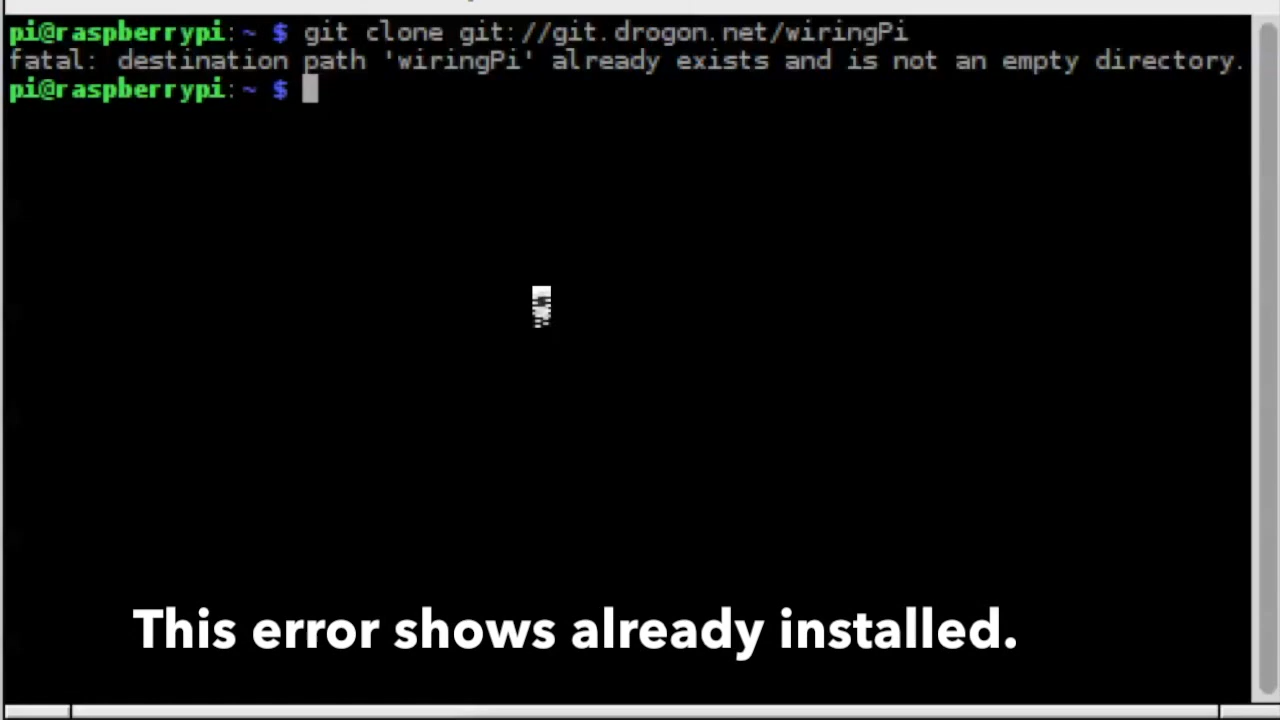 pi@raspberrypi:~ $ git clone git://git.drogon.net/wiringPi
fatal: destination path 'wiringPi' already exists and is not an empty directory.
pi@raspberrypi:~ $
This error shows already installed.